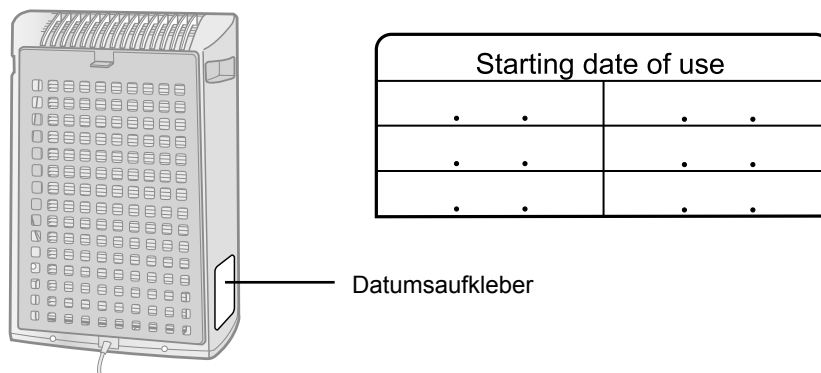 Starting date of use
. . . .
. . . .
. . . .
Datumsaufkleber